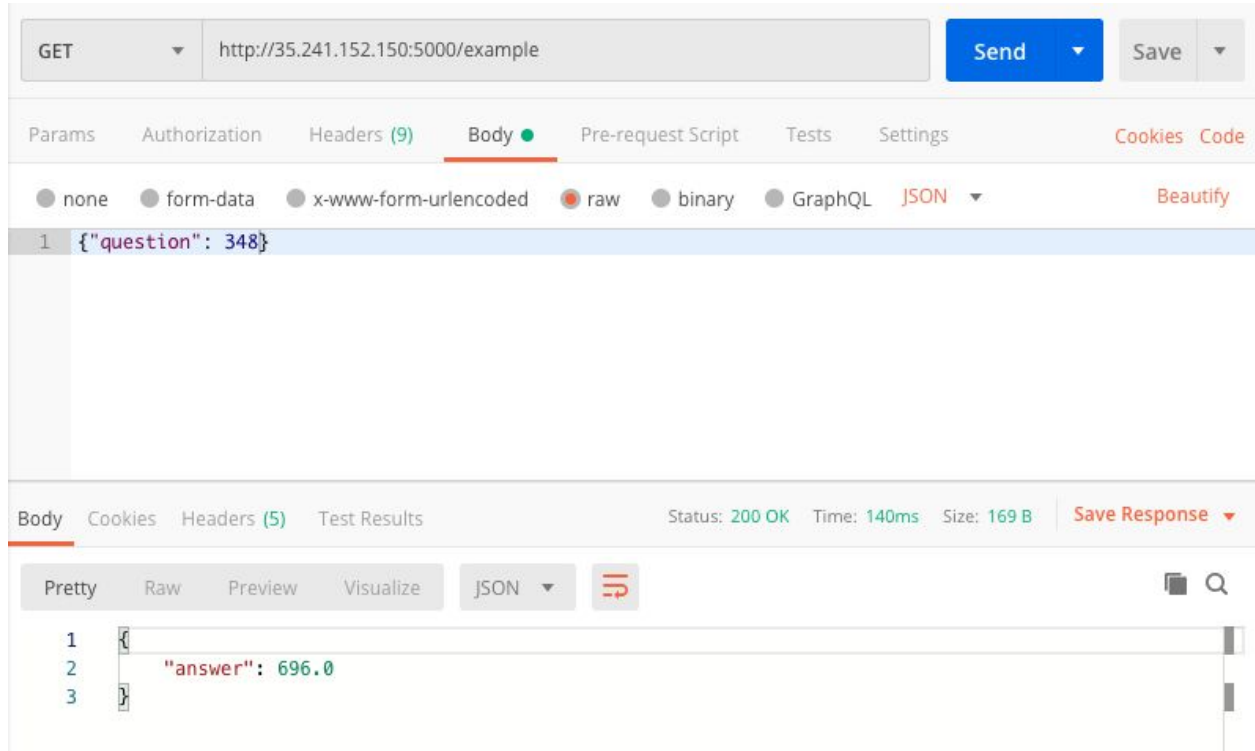 GET http://35.241.152.150:5000/example Send Save
Params Authorization Headers (9) Body Pre-request Script Tests Settings Cookies Code
none form-data x-www-form-urlencoded raw binary GraphQL JSON Beautify
1 {"question": 348}
Body Cookies Headers (5) Test Results Status: 200 OK Time: 140ms Size: 169 B Save Response
Pretty Raw Preview Visualize JSON
1 {
2 "answer": 696.0
3 }